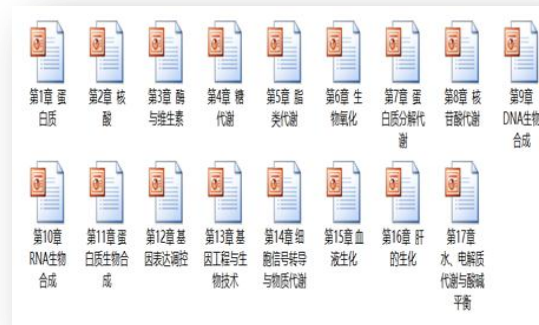 第1章 蛋
白质
第2章 核
酸
第3章 酶
与维生素
第4章 糖
代谢
第5章 脂
类代谢
第6章 生
物氧化
第7章 蛋
白质分解代
谢
第8章 核
苷酸代谢
第9章
DNA生物
合成
第10章
RNA生物
合成
第11章 蛋
白质生物合
成
第12章 基
因表达调控
第13章 基
因工程与生
物技术
第14章 细
胞信号转导
与物质代谢
第15章 血
液生化
第16章 肝
的生化
第17章
水、电解质
代谢与酸碱
平衡